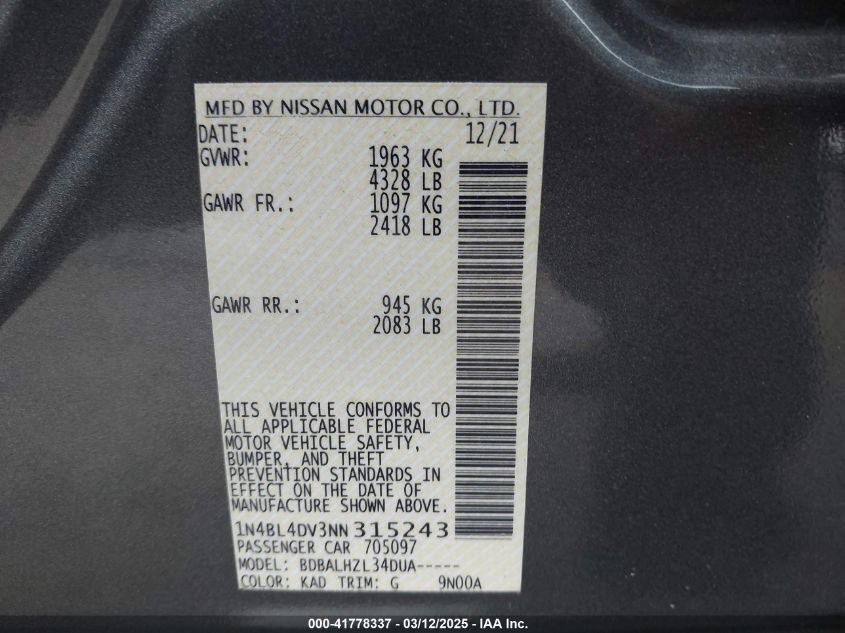 MFD BY NISSAN MOTOR CO., LTD.
DATE: 12/21
GVWR: 1963 KG
4328 LB
GAWR FR.: 1097 KG
2418 LB
GAWR RR.: 945 KG
2083 LB
THIS VEHICLE CONFORMS TO
ALL APPLICABLE FEDERAL
MOTOR VEHICLE SAFETY,
BUMPER, AND THEFT
PREVENTION STANDARDS IN
EFFECT ON THE DATE OF
MANUFACTURE SHOWN ABOVE.
1N4BL4DV3NN315243
PASSENGER CAR 705097
MODEL: BDBALHZL34DUA-----
COLOR: KAD TRIM: G 9N00A
000-41778337 - 03/12/2025 - IAA Inc.